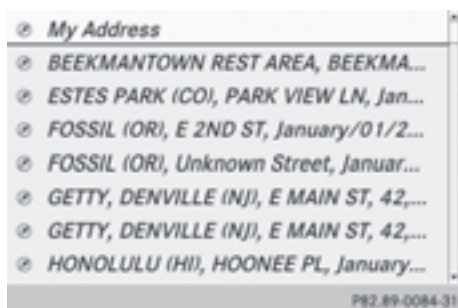 My Address
BEEKMANTOWN REST AREA, BEEKMA...
ESTES PARK (CO), PARK VIEW LN, Jan...
FOSSIL (OR), E 2ND ST, January/01/2...
FOSSIL (OR), Unknown Street, Januar...
GETTY, DENVILLE (NJ), E MAIN ST, 42,...
GETTY, DENVILLE (NJ), E MAIN ST, 42,...
HONOLULU (HI), HOONEE PL, January...
P82.89-0084-31